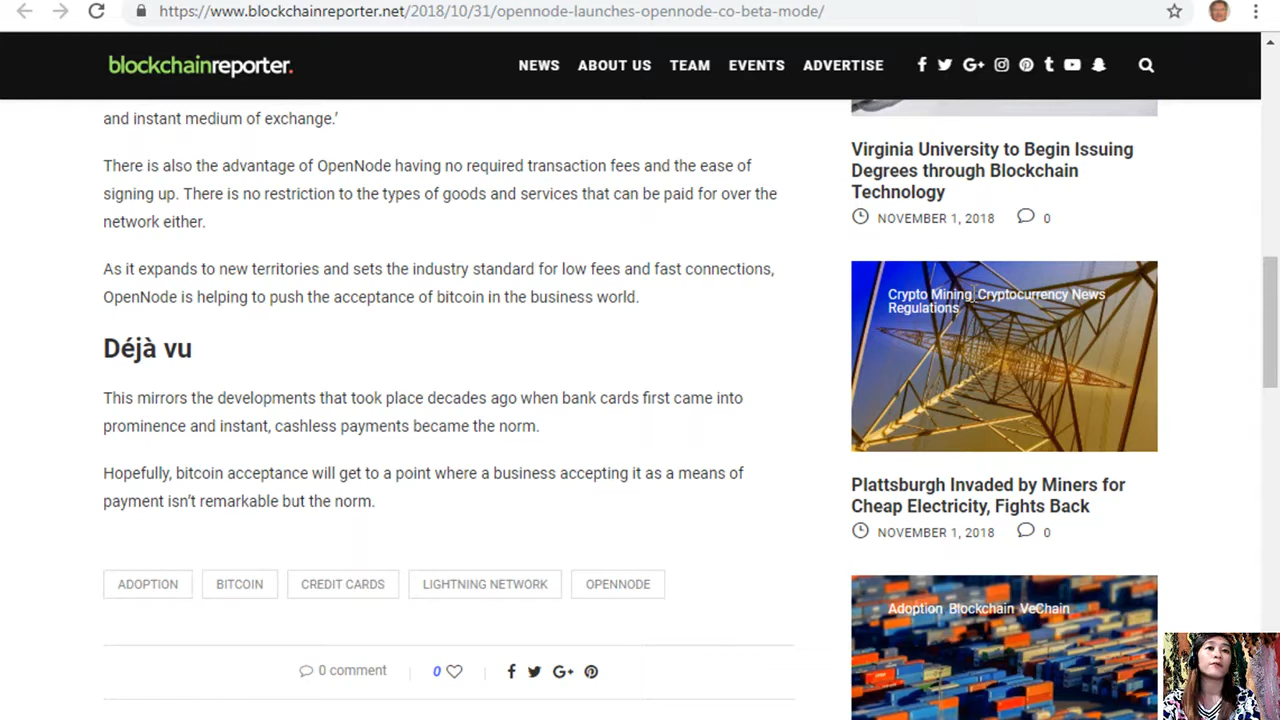 https://www.blockchainreporter.net/2018/10/31/opennode-launches-opennode-co-beta-mode/
blockchainreporter.
NEWS ABOUT US TEAM EVENTS ADVERTISE
and instant medium of exchange.’
There is also the advantage of OpenNode having no required transaction fees and the ease of
signing up. There is no restriction to the types of goods and services that can be paid for over the
network either.
As it expands to new territories and sets the industry standard for low fees and fast connections,
OpenNode is helping to push the acceptance of bitcoin in the business world.
Déjà vu
This mirrors the developments that took place decades ago when bank cards first came into
prominence and instant, cashless payments became the norm.
Hopefully, bitcoin acceptance will get to a point where a business accepting it as a means of
payment isn’t remarkable but the norm.
ADOPTION BITCOIN CREDIT CARDS LIGHTNING NETWORK OPENNODE
0 comment 0
Virginia University to Begin Issuing
Degrees through Blockchain
Technology
NOVEMBER 1, 2018 0
Crypto Mining Cryptocurrency News
Regulations
Plattsburgh Invaded by Miners for
Cheap Electricity, Fights Back
NOVEMBER 1, 2018 0
Adoption Blockchain VeChain